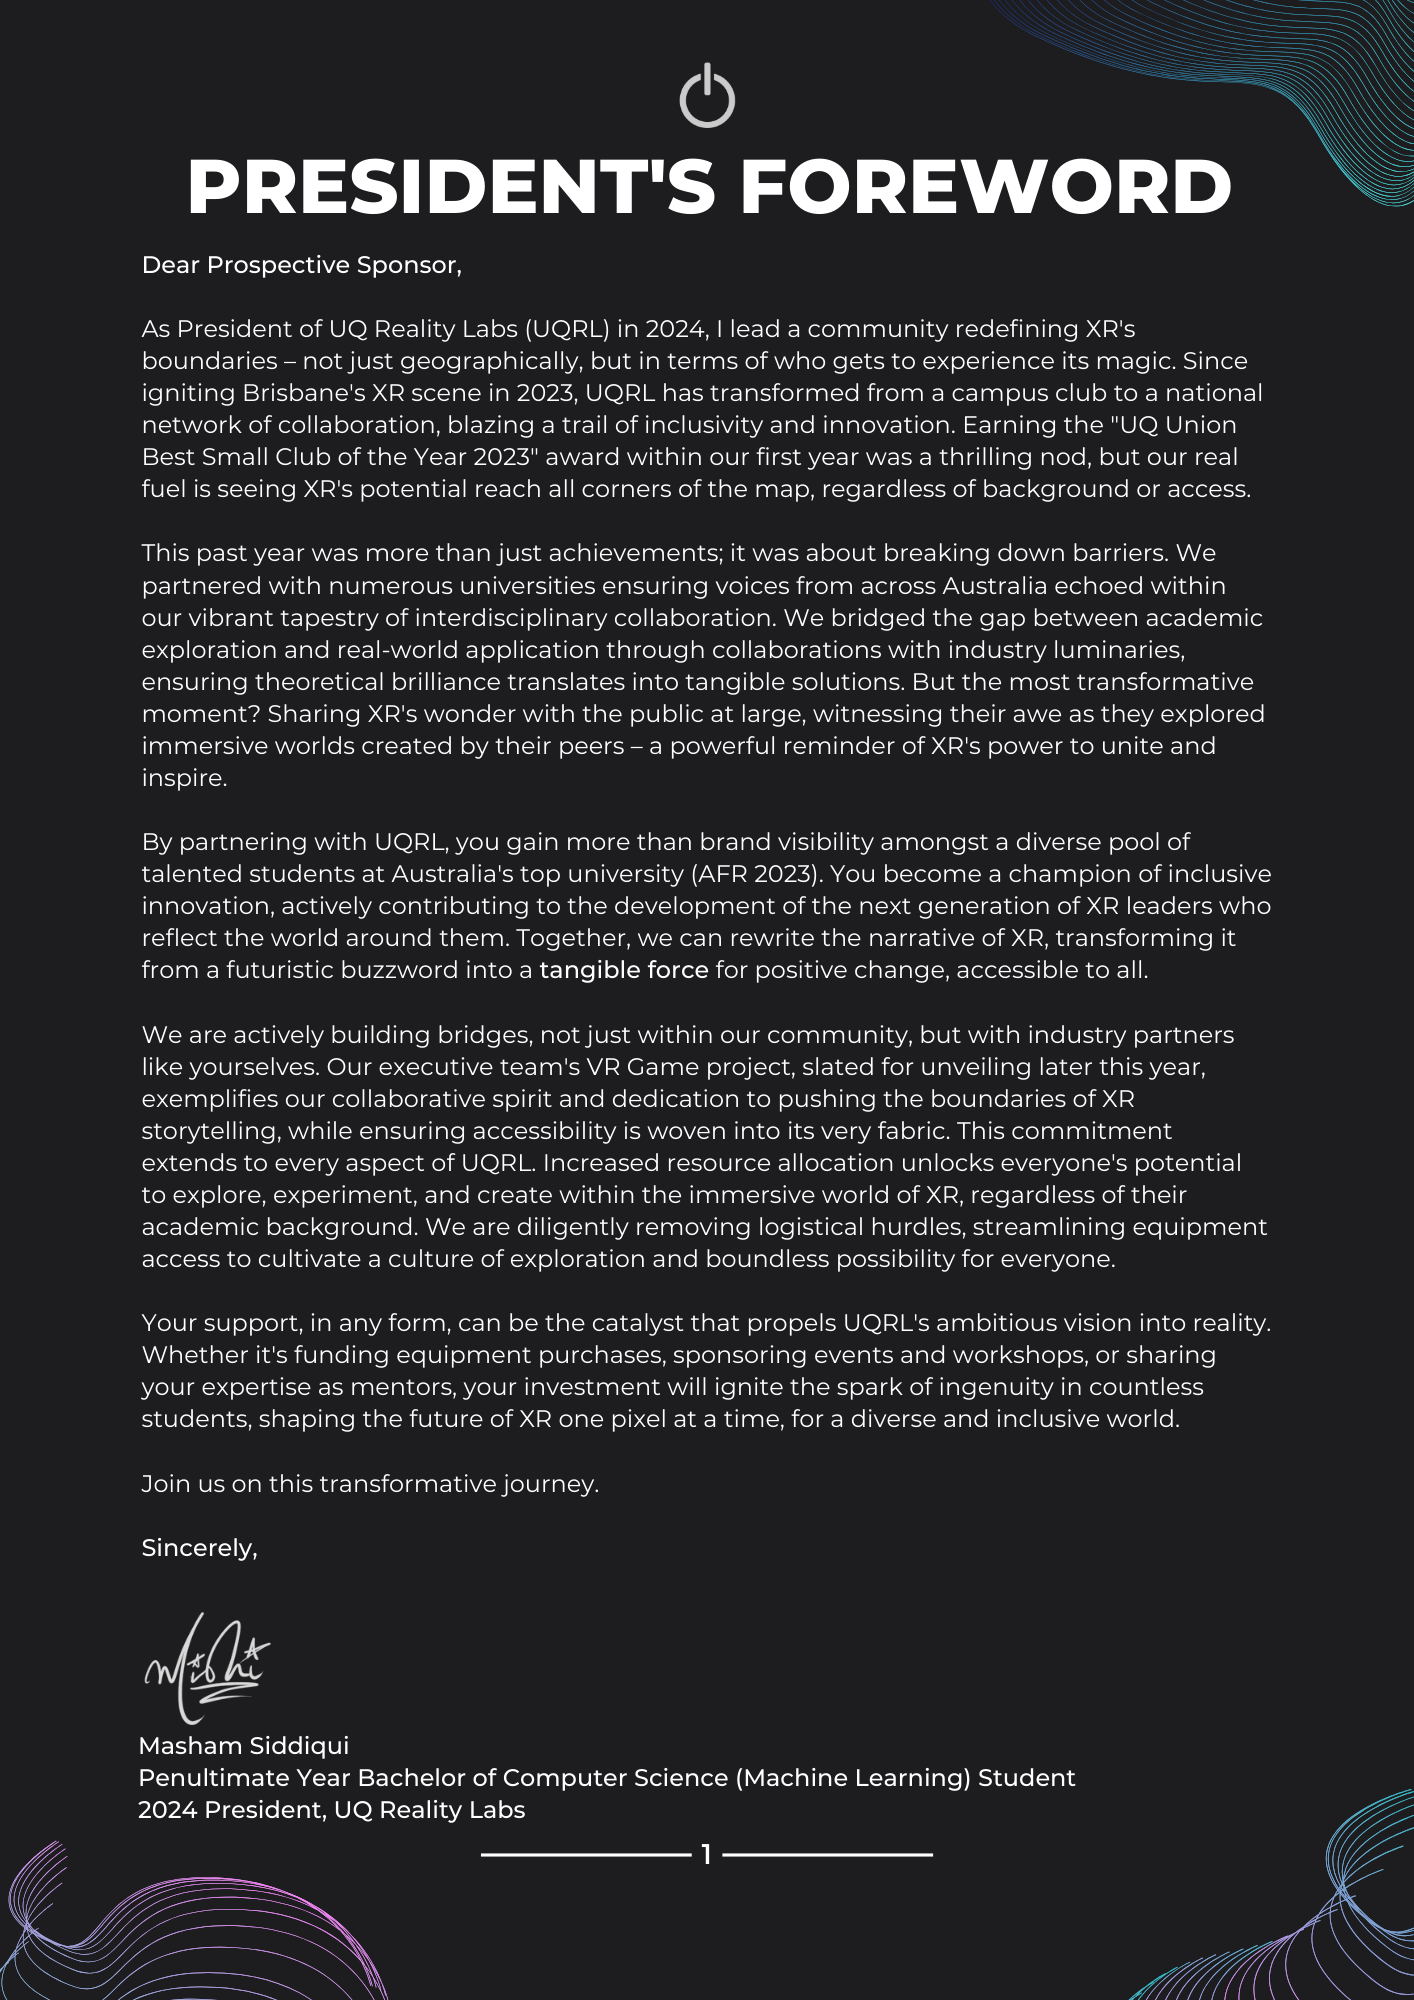 PRESIDENT'S FOREWORD
Dear Prospective Sponsor,
As President of UQ Reality Labs (UQRL) in 2024, I lead a community redefining XR's
boundaries – not just geographically, but in terms of who gets to experience its magic. Since
igniting Brisbane's XR scene in 2023, UQRL has transformed from a campus club to a national
network of collaboration, blazing a trail of inclusivity and innovation. Earning the "UQ Union
Best Small Club of the Year 2023" award within our first year was a thrilling nod, but our real
fuel is seeing XR's potential reach all corners of the map, regardless of background or access.
This past year was more than just achievements; it was about breaking down barriers. We
partnered with numerous universities ensuring voices from across Australia echoed within
our vibrant tapestry of interdisciplinary collaboration. We bridged the gap between academic
exploration and real-world application through collaborations with industry luminaries,
ensuring theoretical brilliance translates into tangible solutions. But the most transformative
moment? Sharing XR's wonder with the public at large, witnessing their awe as they explored
immersive worlds created by their peers – a powerful reminder of XR's power to unite and
inspire.
By partnering with UQRL, you gain more than brand visibility amongst a diverse pool of
talented students at Australia's top university (AFR 2023). You become a champion of inclusive
innovation, actively contributing to the development of the next generation of XR leaders who
reflect the world around them. Together, we can rewrite the narrative of XR, transforming it
from a futuristic buzzword into a tangible force for positive change, accessible to all.
We are actively building bridges, not just within our community, but with industry partners
like yourselves. Our executive team's VR Game project, slated for unveiling later this year,
exemplifies our collaborative spirit and dedication to pushing the boundaries of XR
storytelling, while ensuring accessibility is woven into its very fabric. This commitment
extends to every aspect of UQRL. Increased resource allocation unlocks everyone's potential
to explore, experiment, and create within the immersive world of XR, regardless of their
academic background. We are diligently removing logistical hurdles, streamlining equipment
access to cultivate a culture of exploration and boundless possibility for everyone.
Your support, in any form, can be the catalyst that propels UQRL's ambitious vision into reality.
Whether it's funding equipment purchases, sponsoring events and workshops, or sharing
your expertise as mentors, your investment will ignite the spark of ingenuity in countless
students, shaping the future of XR one pixel at a time, for a diverse and inclusive world.
Join us on this transformative journey.
Sincerely,
Masham Siddiqui
Penultimate Year Bachelor of Computer Science (Machine Learning) Student
2024 President, UQ Reality Labs
1